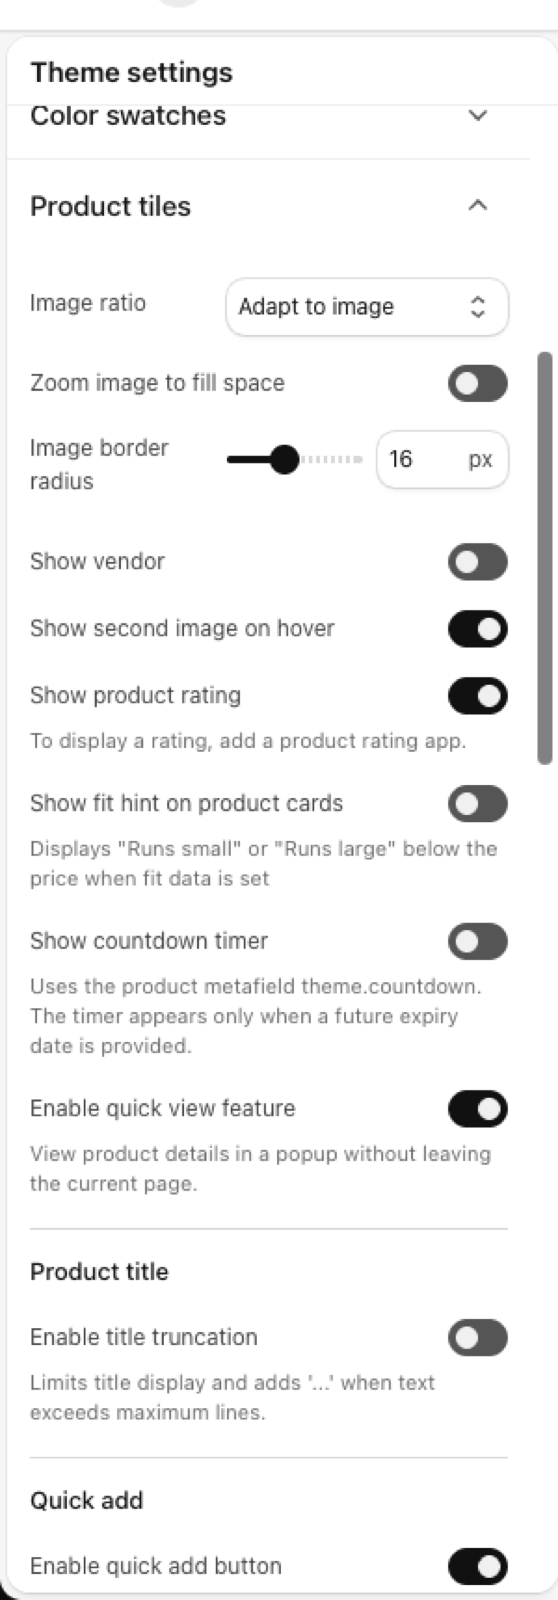 Theme settings
Color swatches
Product tiles
Image ratio
Adapt to image
Zoom image to fill space
Image border
radius
16 px
Show vendor
Show second image on hover
Show product rating
To display a rating, add a product rating app.
Show fit hint on product cards
Displays "Runs small" or "Runs large" below the
price when fit data is set
Show countdown timer
Uses the product metafield theme.countdown.
The timer appears only when a future expiry
date is provided.
Enable quick view feature
View product details in a popup without leaving
the current page.
Product title
Enable title truncation
Limits title display and adds '...' when text
exceeds maximum lines.
Quick add
Enable quick add button